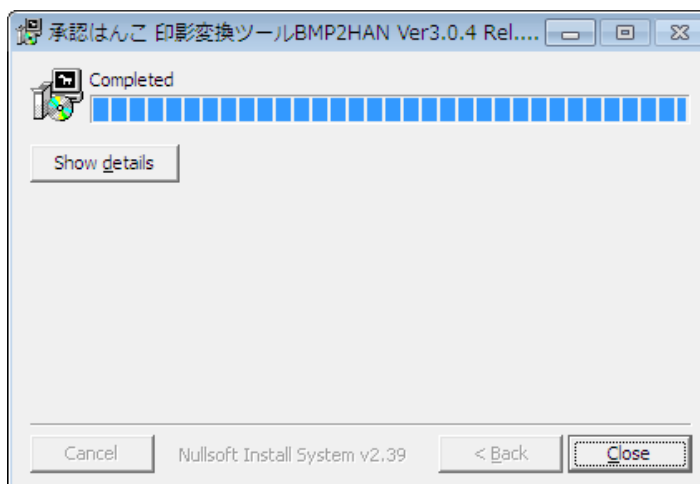 承認はんこ 印影変換ツールBMP2HAN Ver3.0.4 Rel....
Completed
Show details
Cancel
Nullsoft Install System v2.39
< Back
Close